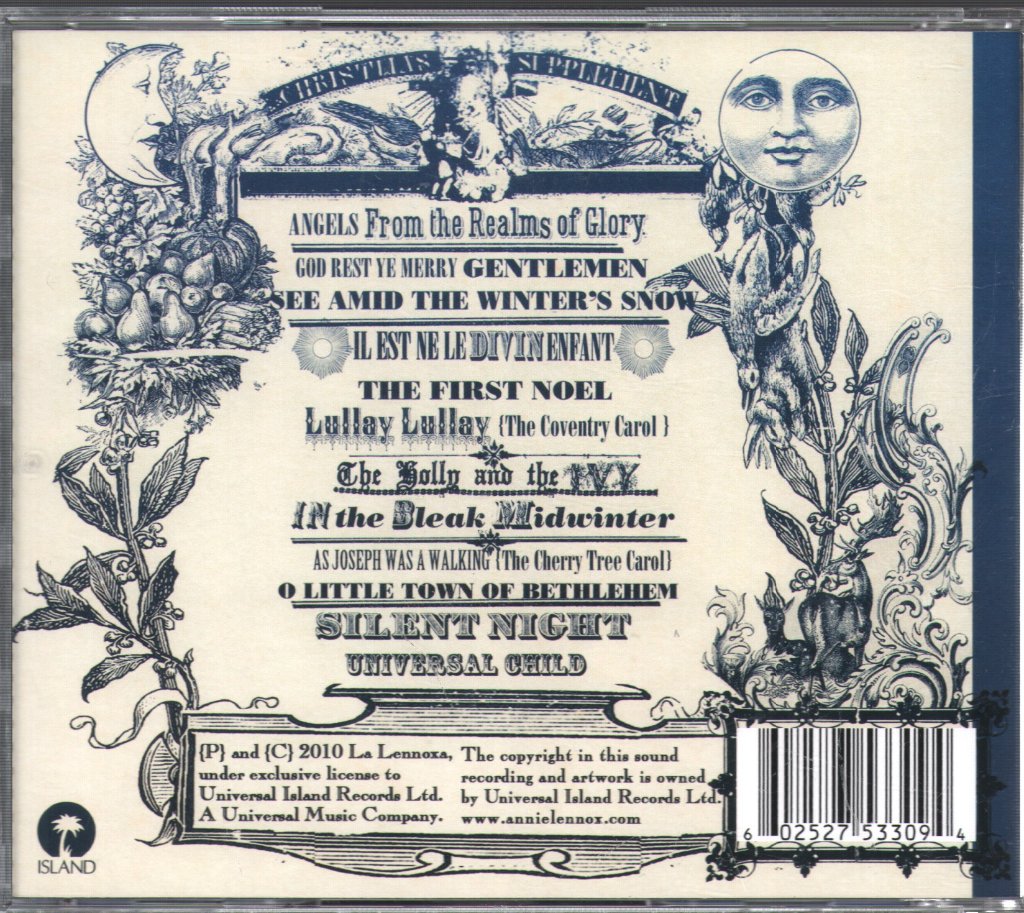 CHRISTMAS SUPPLEMENT
ANGELS From the Realms of Glory.
GOD REST YE MERRY GENTLEMEN
SEE AMID THE WINTER'S SNOW
IL EST NE LE DIVIN ENFANT
THE FIRST NOEL
Lullay Lullay {The Coventry Carol }
The Holly and the IVY
IN the Bleak Midwinter
AS JOSEPH WAS A WALKING {The Cherry Tree Carol}
O LITTLE TOWN OF BETHLEHEM
SILENT NIGHT
UNIVERSAL CHILD
{P} and {C} 2010 La Lennoxa,
under exclusive license to
Universal Island Records Ltd.
A Universal Music Company.
The copyright in this sound
recording and artwork is owned
by Universal Island Records Ltd.
www.annielennox.com
6 02527 53309 4
ISLAND